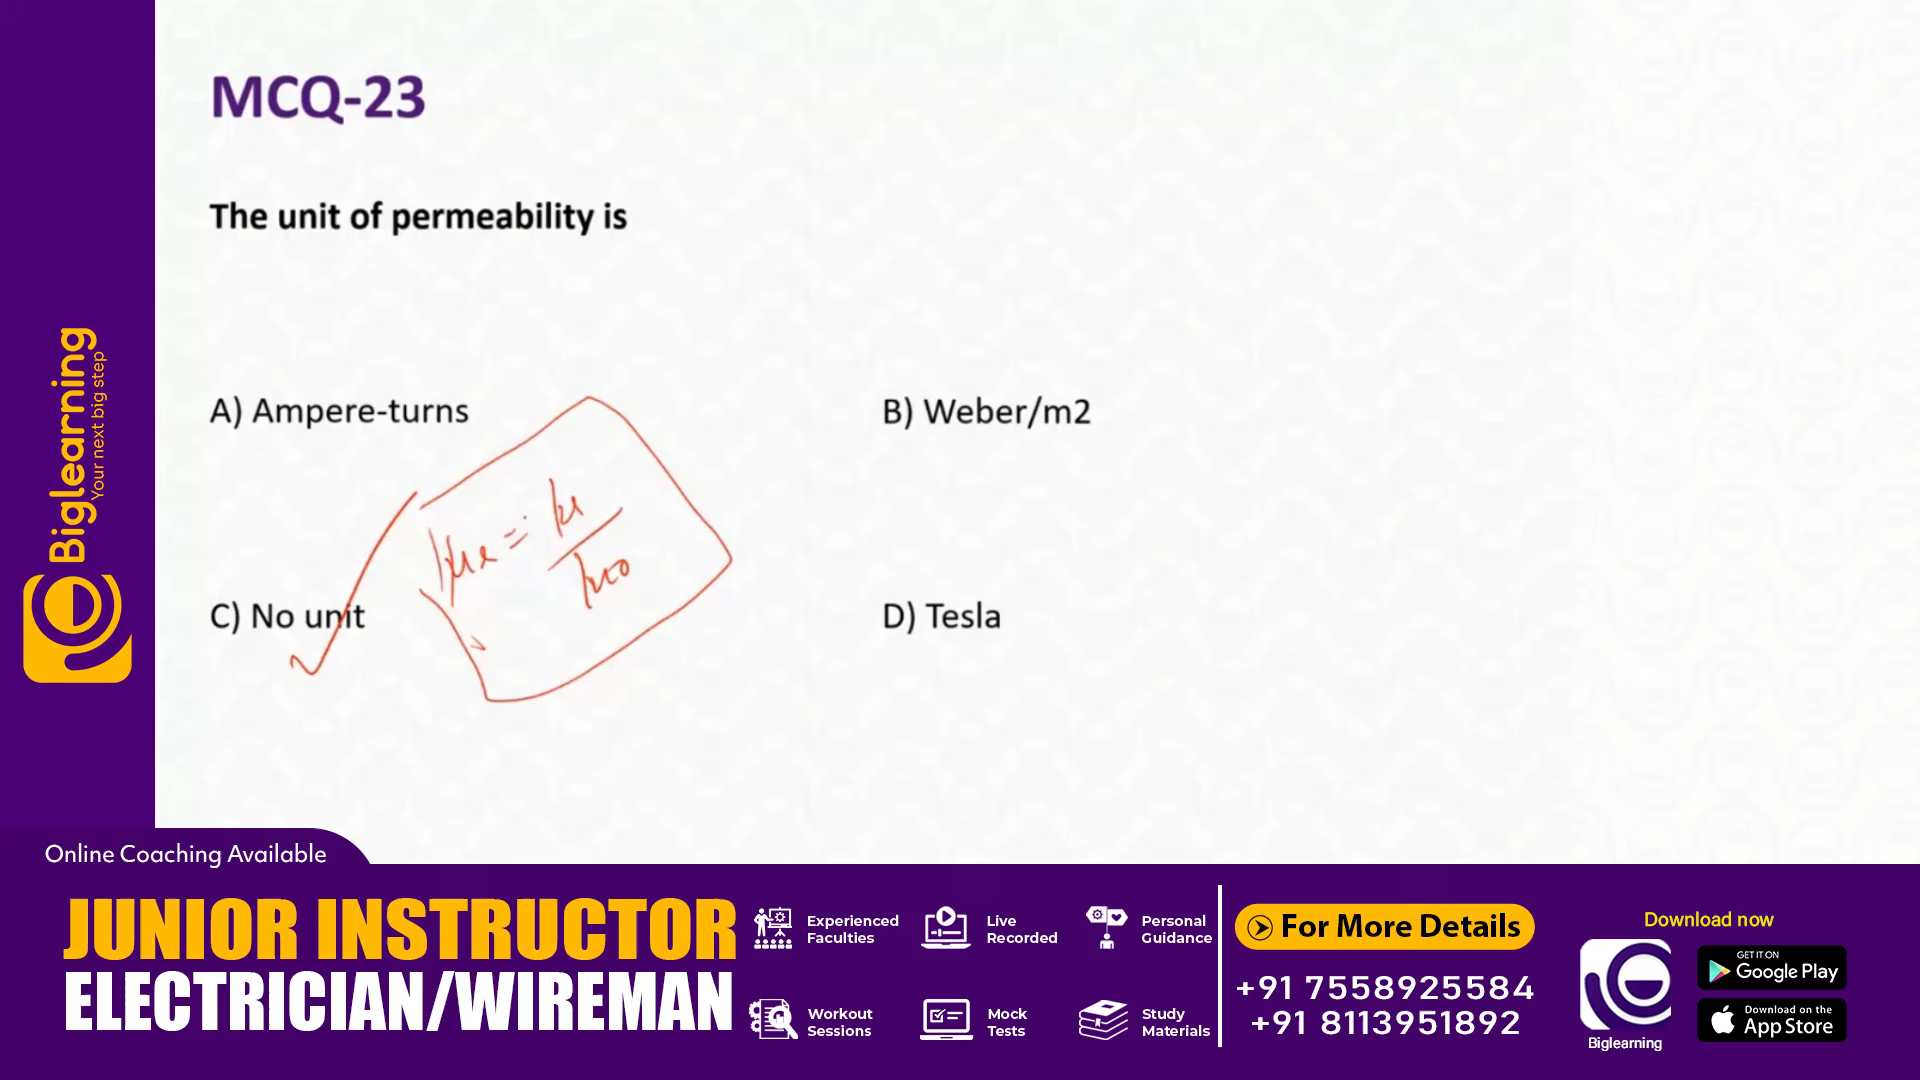 MCQ-23
The unit of permeability is
A) Ampere-turns
B) Weber/m2
C) No unit
D) Tesla
μr = μ / μ0
Biglearning
Your next big step
Online Coaching Available
JUNIOR INSTRUCTOR
ELECTRICIAN/WIREMAN
Experienced
Faculties
Live
Recorded
Personal
Guidance
Workout
Sessions
Mock
Tests
Study
Materials
For More Details
+91 7558925584
+91 8113951892
Download now
Biglearning
GET IT ON
Google Play
Download on the
App Store